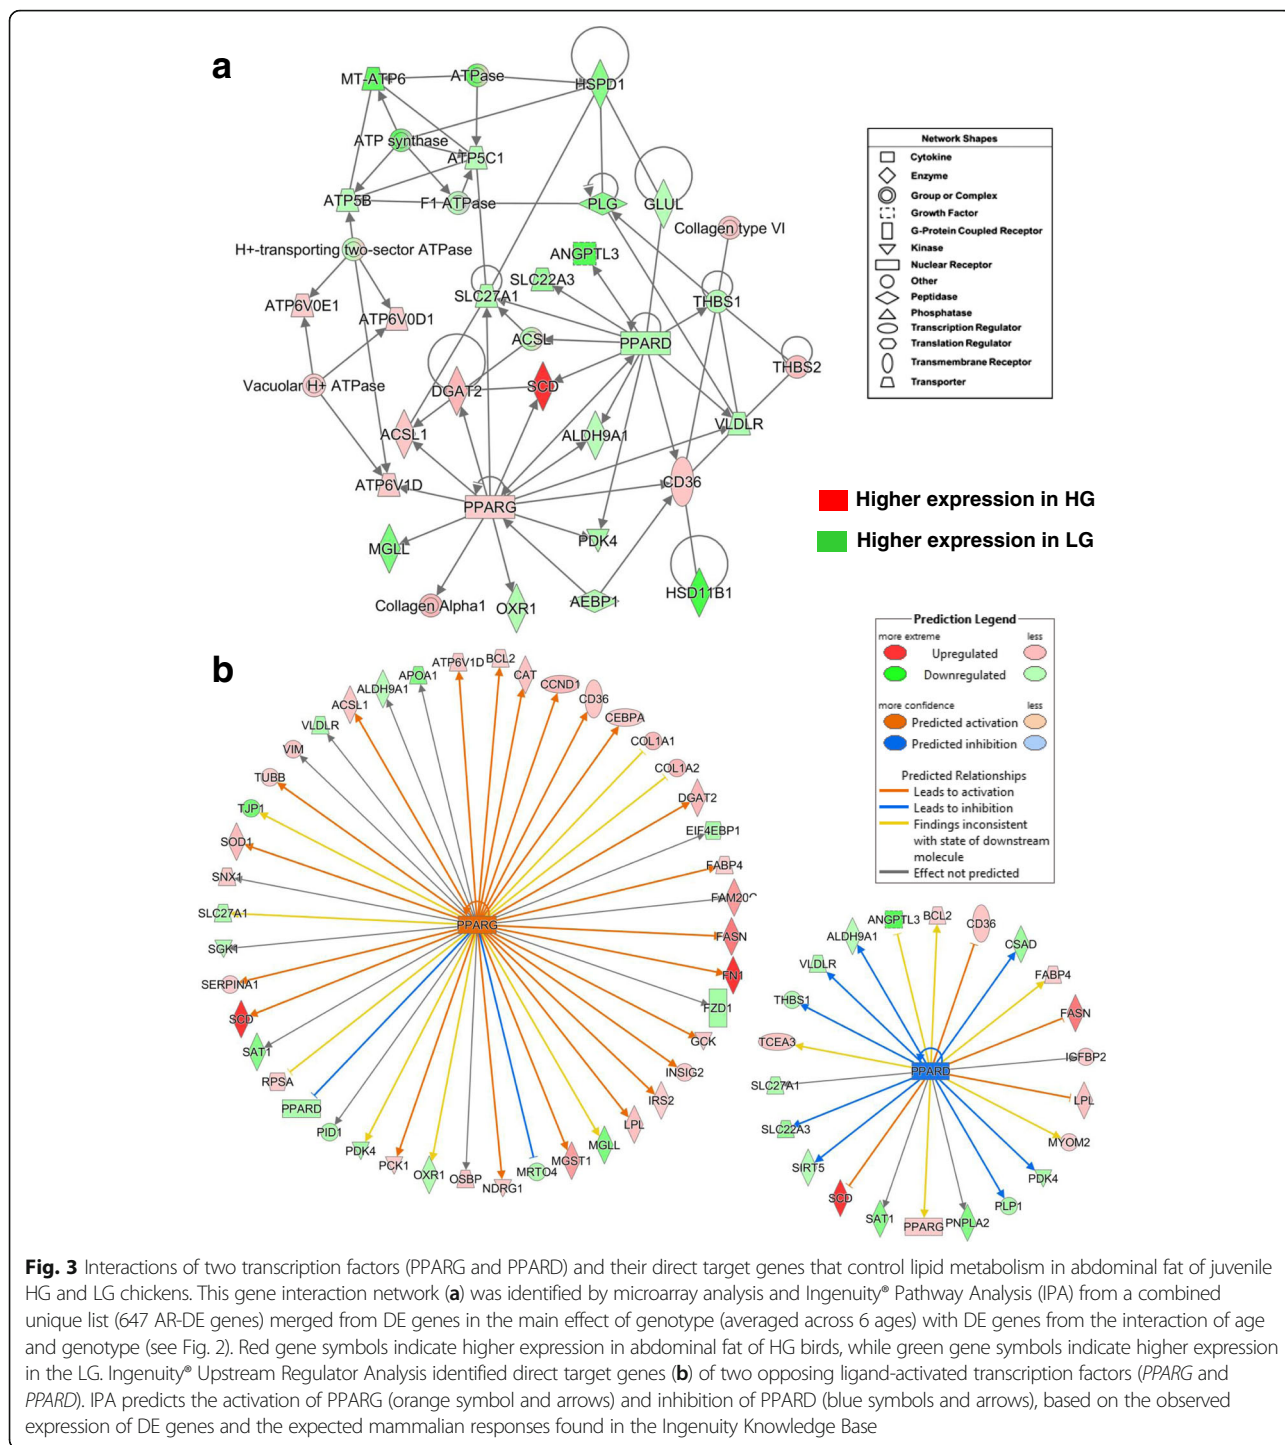 a
MT-ATP6
ATPase
HSPD1
ATP synthase
ATP5C1
ATP5B
F1 ATPase
PLG
GLUL
Collagen type VI
H+-transporting two-sector ATPase
ANGPTL3
SLC22A3
SLC27A1
THBS1
ATP6V0E1
ATP6V0D1
ACSL
PPARD
THBS2
Vacuolar H+ ATPase
DGAT2
SCD
ACSL1
ALDH9A1
VLDLR
ATP6V1D
CD36
PPARG
MGLL
PDK4
HSD11B1
Collagen Alpha1
OXR1
AEBP1
Network Shapes
Cytokine
Enzyme
Group or Complex
Growth Factor
G-Protein Coupled Receptor
Kinase
Nuclear Receptor
Other
Peptidase
Phosphatase
Transcription Regulator
Translation Regulator
Transmembrane Receptor
Transporter
Higher expression in HG
Higher expression in LG
Prediction Legend
more extreme less
Upregulated
Downregulated
more confidence less
Predicted activation
Predicted inhibition
Predicted Relationships
Leads to activation
Leads to inhibition
Findings inconsistent
with state of downstream
molecule
Effect not predicted
b
ATP6V1D
BCL2
CAT
CCND1
CD36
CEBPA
COL1A1
COL1A2
DGAT2
EIF4EBP1
FABP4
FAM20C
FASN
FN1
FZD1
GCK
INSIG2
IRS2
LPL
MGLL
MGST1
MRTO4
NDRG1
OSBP
OXR1
PCK1
PDK4
PID1
PPARD
RPSA
SAT1
SCD
SERPINA1
SGK1
SLC27A1
SNX1
SOD1
TJP1
TUBB
VIM
VLDLR
ACSL1
ALDH9A1
APOA1
PPARG
ANGPTL3
BCL2
CD36
CSAD
FABP4
FASN
IGFBP2
LPL
MYOM2
PDK4
PLP1
PNPLA2
PPARG
SAT1
SCD
SIRT5
SLC22A3
SLC27A1
TCEA3
THBS1
VLDLR
ALDH9A1
PPARD
Fig. 3 Interactions of two transcription factors (PPARG and PPARD) and their direct target genes that control lipid metabolism in abdominal fat of juvenile
HG and LG chickens. This gene interaction network (a) was identified by microarray analysis and Ingenuity® Pathway Analysis (IPA) from a combined
unique list (647 AR-DE genes) merged from DE genes in the main effect of genotype (averaged across 6 ages) with DE genes from the interaction of age
and genotype (see Fig. 2). Red gene symbols indicate higher expression in abdominal fat of HG birds, while green gene symbols indicate higher expression
in the LG. Ingenuity® Upstream Regulator Analysis identified direct target genes (b) of two opposing ligand-activated transcription factors (PPARG and
PPARD). IPA predicts the activation of PPARG (orange symbol and arrows) and inhibition of PPARD (blue symbols and arrows), based on the observed
expression of DE genes and the expected mammalian responses found in the Ingenuity Knowledge Base